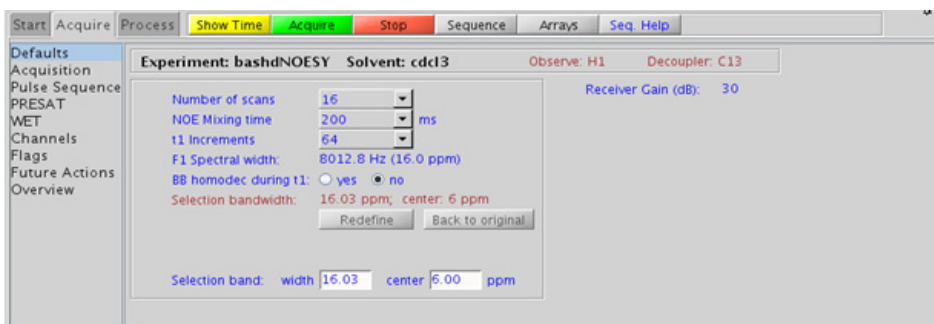 Start Acquire Process Show Time Acquire Stop Sequence Arrays Seq. Help
Defaults
Acquisition
Pulse Sequence
PRESAT
WET
Channels
Flags
Future Actions
Overview
Experiment: bashdNOESY Solvent: cdcl3 Observe: H1 Decoupler: C13
Receiver Gain (dB): 30
Number of scans 16
NOE Mixing time 200 ms
t1 Increments 64
F1 Spectral width: 8012.8 Hz (16.0 ppm)
BB homodec during t1: yes no
Selection bandwidth: 16.03 ppm; center: 6 ppm
Redefine Back to original
Selection band: width 16.03 center 6.00 ppm